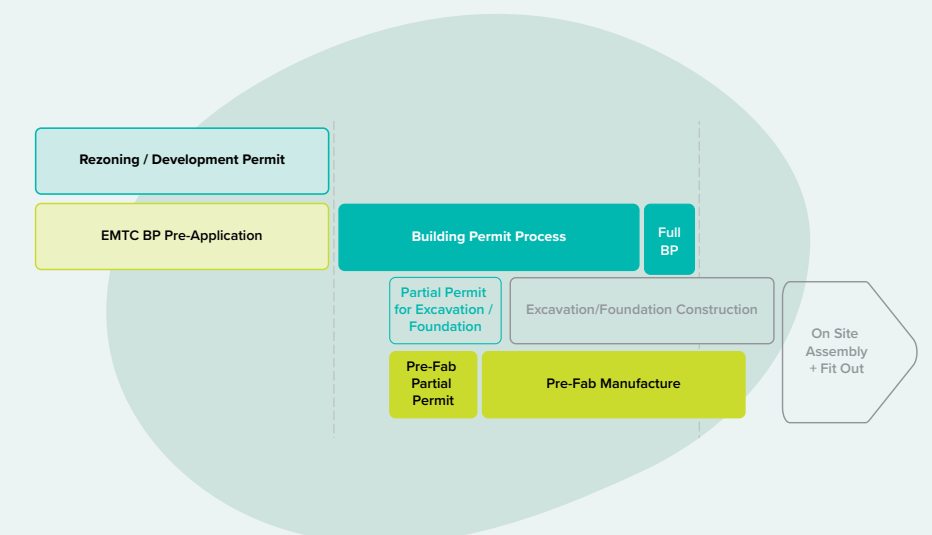 Rezoning / Development Permit
EMTC BP Pre-Application
Building Permit Process
Full
BP
Partial Permit
for Excavation /
Foundation
Excavation/Foundation Construction
On Site
Assembly
+ Fit Out
Pre-Fab
Partial
Permit
Pre-Fab Manufacture